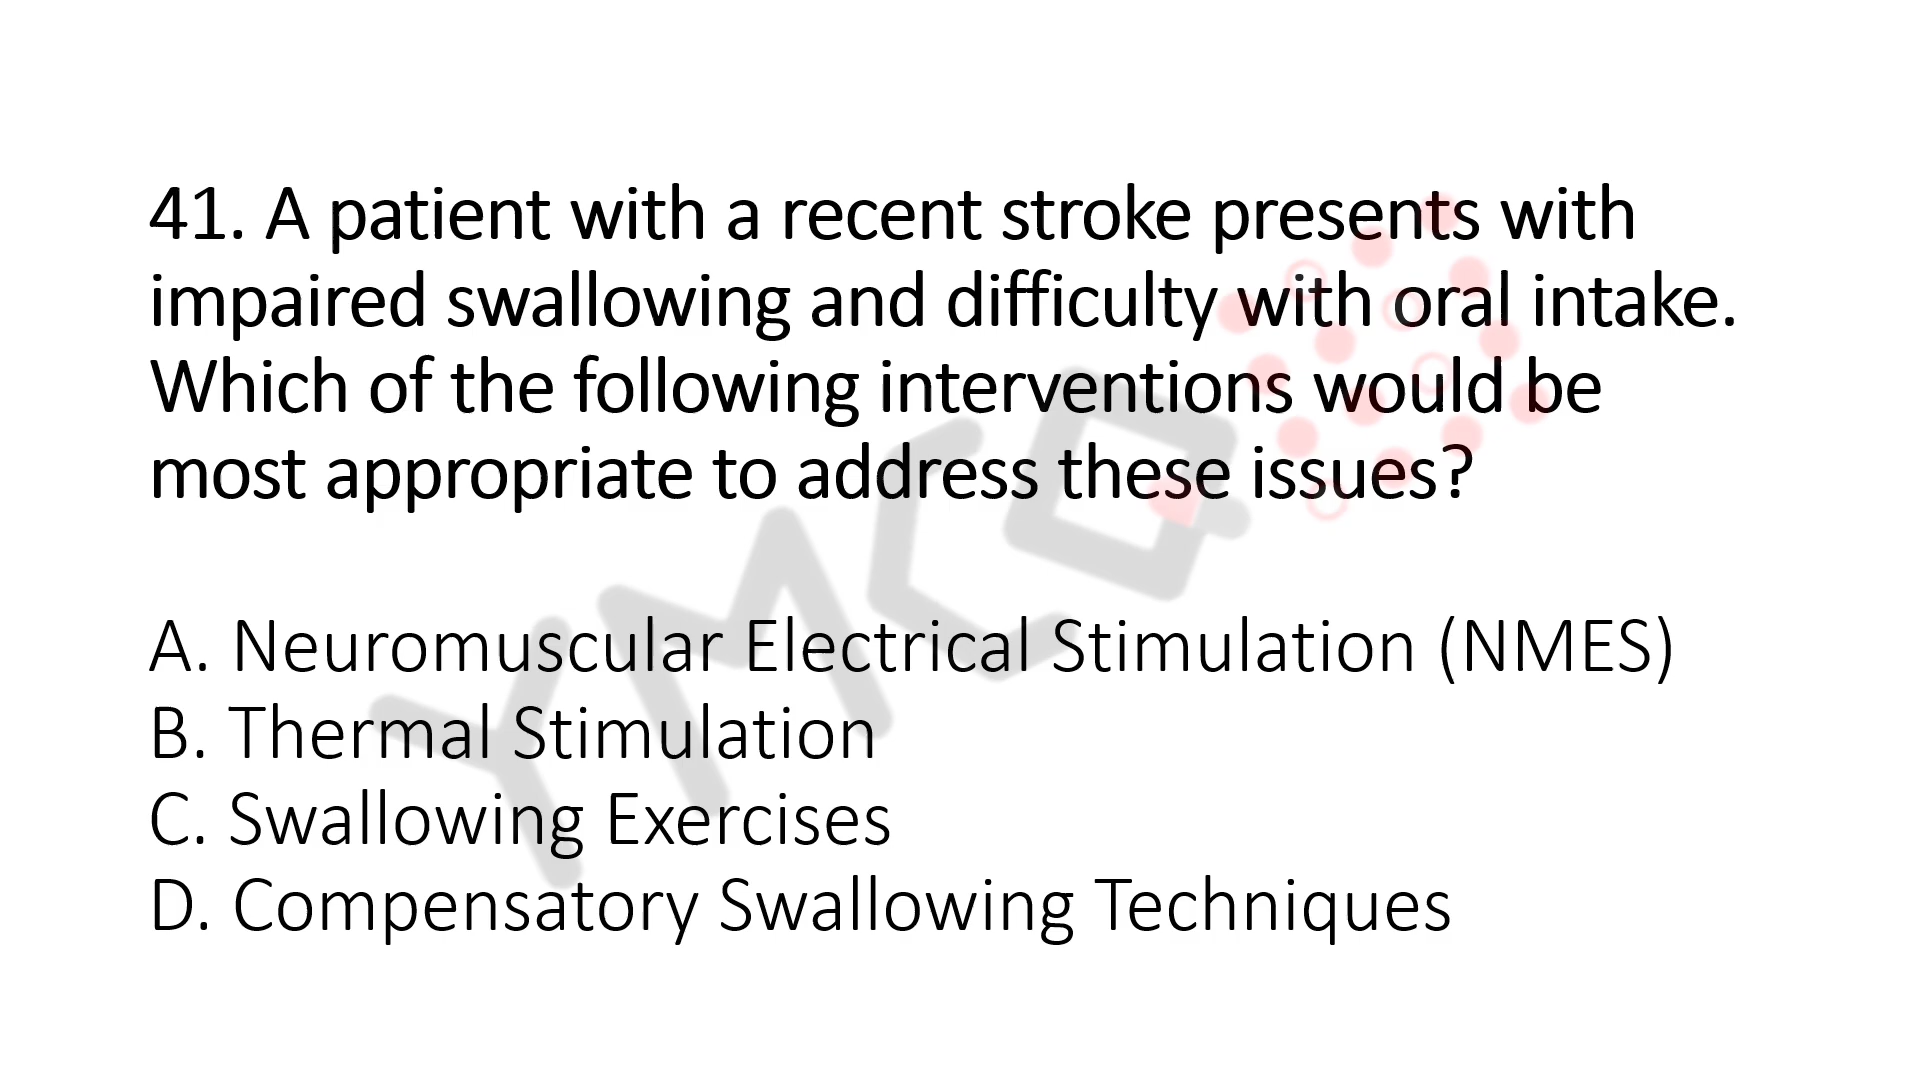 41. A patient with a recent stroke presents with
impaired swallowing and difficulty with oral intake.
Which of the following interventions would be
most appropriate to address these issues?
A. Neuromuscular Electrical Stimulation (NMES)
B. Thermal Stimulation
C. Swallowing Exercises
D. Compensatory Swallowing Techniques
YMCQ